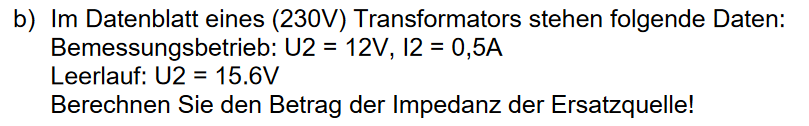 b) Im Datenblatt eines (230V) Transformators stehen folgende Daten:
Bemessungsbetrieb: U2 = 12V, I2 = 0,5A
Leerlauf: U2 = 15.6V
Berechnen Sie den Betrag der Impedanz der Ersatzquelle!